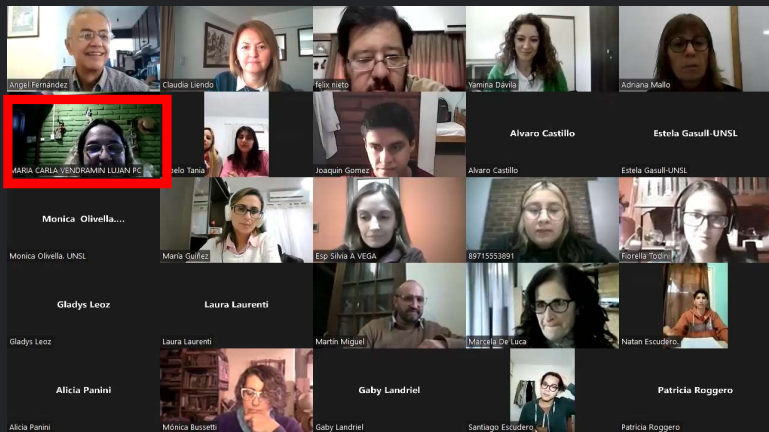 Angel Fernández
Claudia Liendo
felix nieto
Yamina Dávila
Adriana Mallo
MARIA CARLA VENDRAMIN LUJAN PC
Tania
Joaquin Gomez
Alvaro Castillo
Alvaro Castillo
Estela Gasull-UNSL
Estela Gasull-UNSL
Monica Olivella....
Monica Olivella. UNSL
María Guiñez
Esp Silvia A VEGA
89715553891
Fiorella Todini
Gladys Leoz
Gladys Leoz
Laura Laurenti
Laura Laurenti
Martín Miguel
Marcela De Luca
Natan Escudero.
Alicia Panini
Alicia Panini
Mónica Bussetti
Gaby Landriel
Gaby Landriel
Santiago Escudero
Patricia Roggero
Patricia Roggero